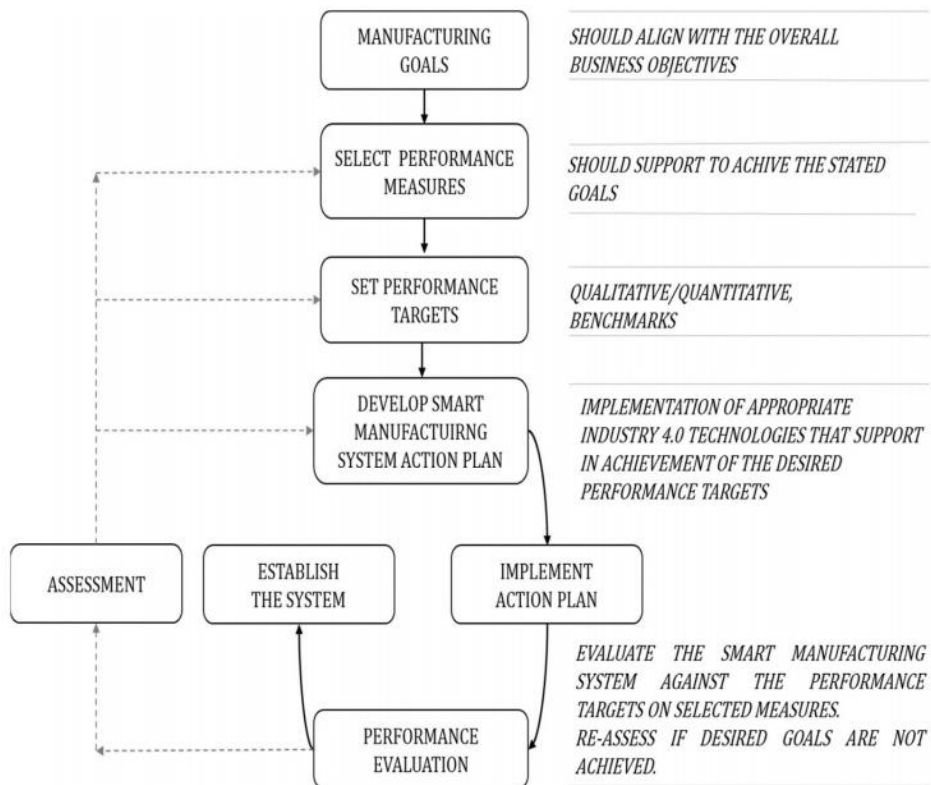 MANUFACTURING
GOALS
SHOULD ALIGN WITH THE OVERALL
BUSINESS OBJECTIVES
SELECT PERFORMANCE
MEASURES
SHOULD SUPPORT TO ACHIVE THE STATED
GOALS
SET PERFORMANCE
TARGETS
QUALITATIVE/QUANTITATIVE,
BENCHMARKS
DEVELOP SMART
MANUFACTUIRNG
SYSTEM ACTION PLAN
IMPLEMENTATION OF APPROPRIATE
INDUSTRY 4.0 TECHNOLOGIES THAT SUPPORT
IN ACHIEVEMENT OF THE DESIRED
PERFORMANCE TARGETS
ASSESSMENT
ESTABLISH
THE SYSTEM
IMPLEMENT
ACTION PLAN
PERFORMANCE
EVALUATION
EVALUATE THE SMART MANUFACTURING
SYSTEM AGAINST THE PERFORMANCE
TARGETS ON SELECTED MEASURES.
RE-ASSESS IF DESIRED GOALS ARE NOT
ACHIEVED.